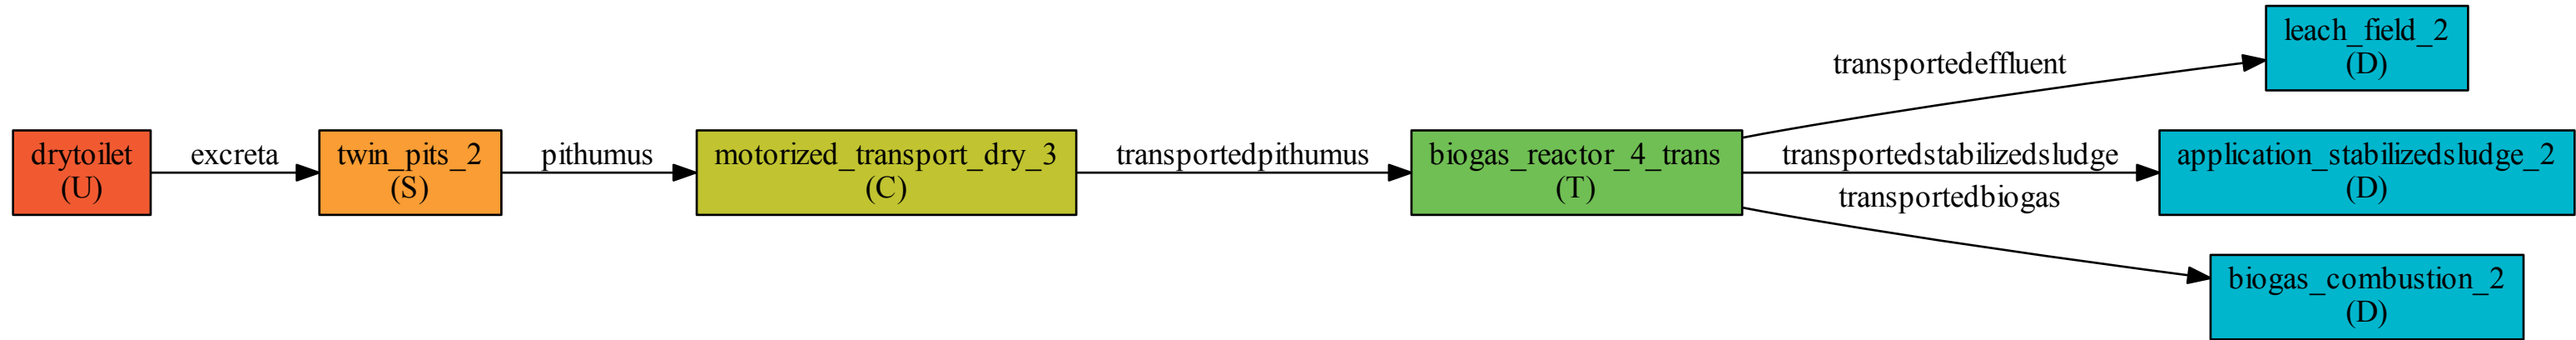 drytoilet
(U)
excreta
twin_pits_2
(S)
pithumus
motorized_transport_dry_3
(C)
transportedpithumus
biogas_reactor_4_trans
(T)
transportedeffluent
leach_field_2
(D)
transportedstabilizedsludge
application_stabilizedsludge_2
(D)
transportedbiogas
biogas_combustion_2
(D)